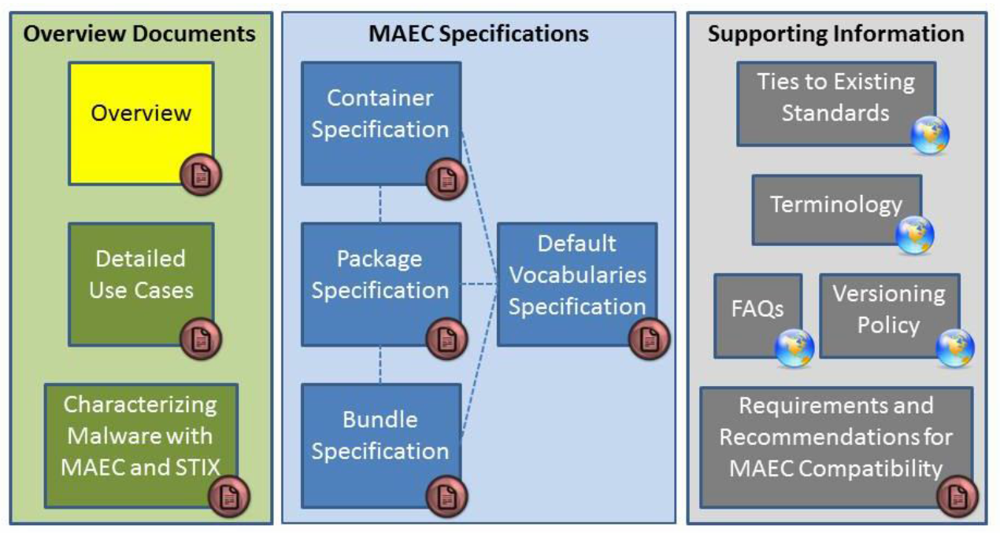 Overview Documents
Overview
Detailed
Use Cases
Characterizing
Malware with
MAEC and STIX
MAEC Specifications
Container
Specification
Package
Specification
Bundle
Specification
Default
Vocabularies
Specification
Supporting Information
Ties to Existing
Standards
Terminology
FAQs
Versioning
Policy
Requirements and
Recommendations for
MAEC Compatibility